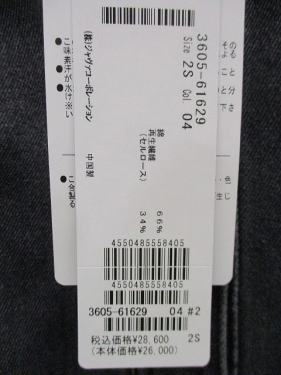 3605-61629
Size 2S Col. 04
綿 66%
再生繊維
(セルロース) 34%
(株)ジャヴァコーポレーション
中国製
4550485558405
4550485558405
3605-61629 04 #2
税込価格¥28,600 2S
(本体価格¥26,000)